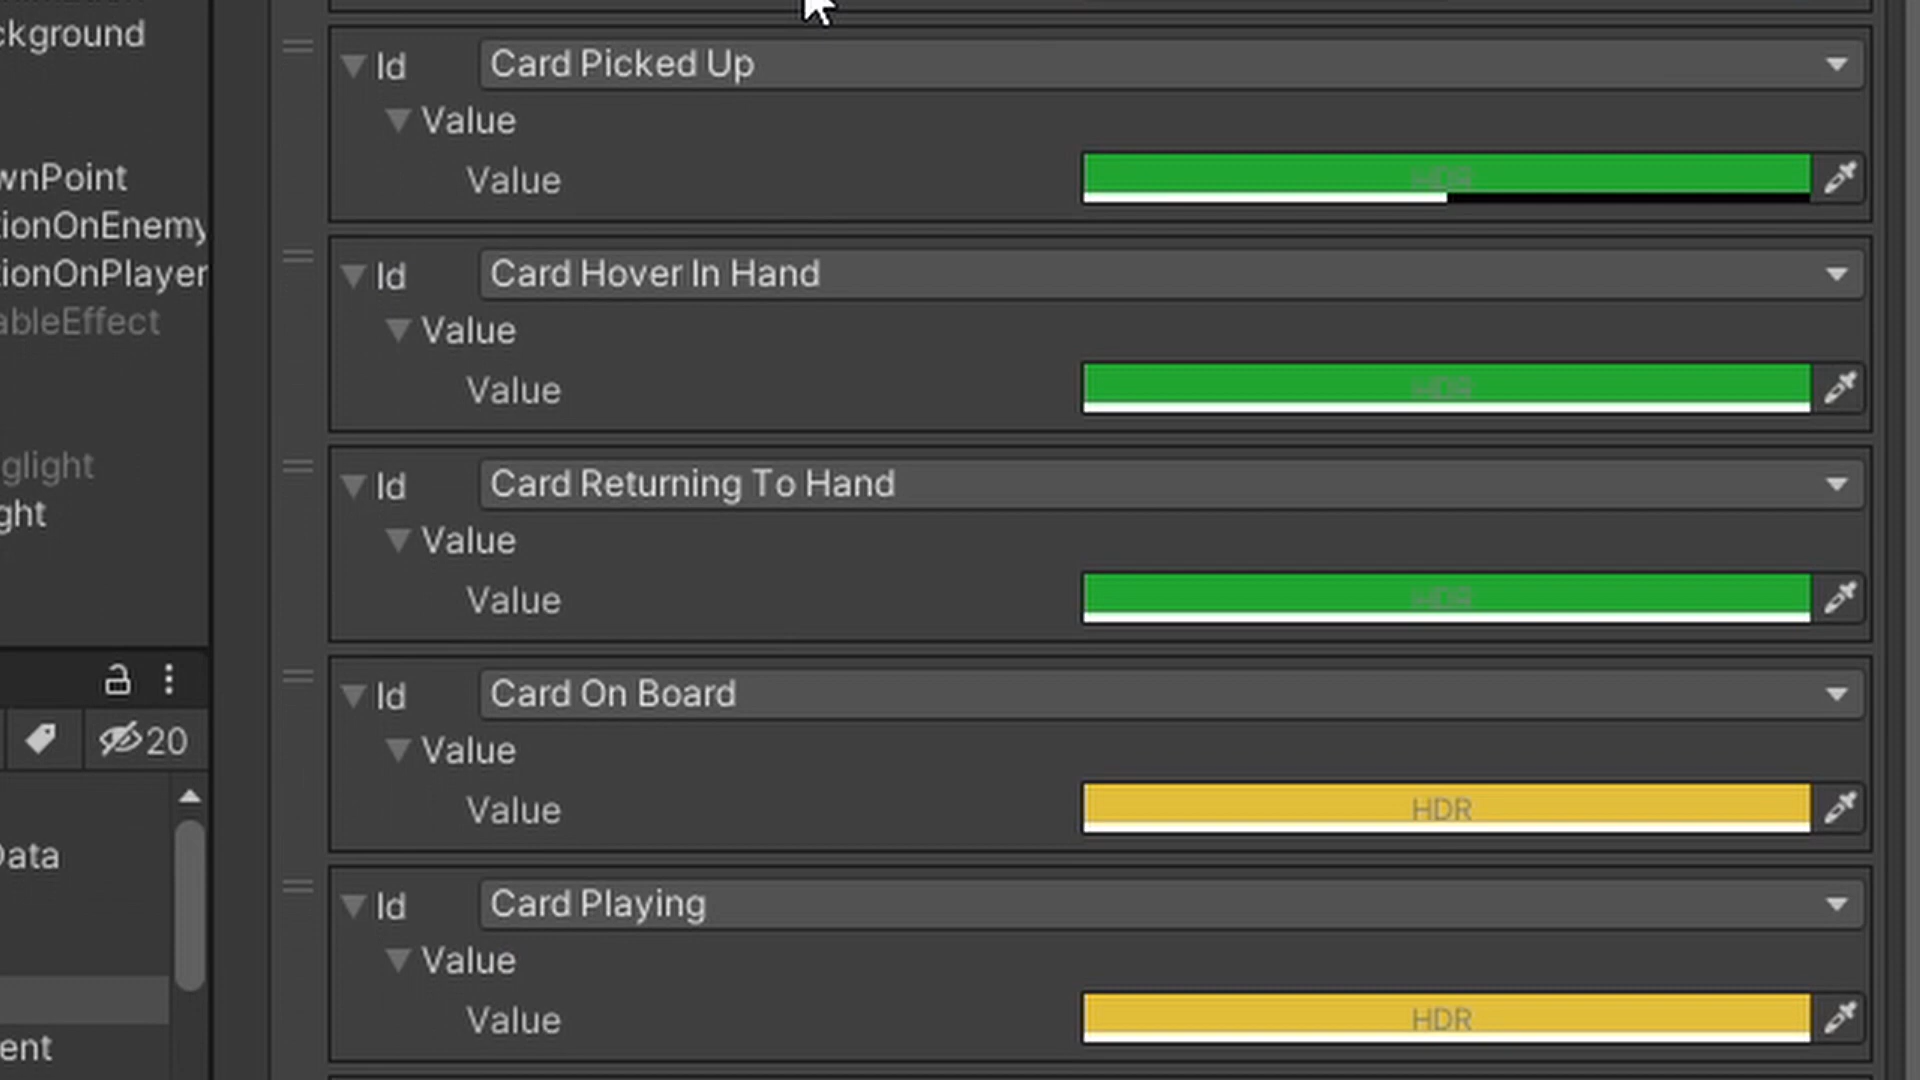 ckground
wnPoint
tionOnEnemy
tionOnPlayer
ableEffect
glight
ght
20
Data
ent
Id Card Picked Up
Value
Value HDR
Id Card Hover In Hand
Value
Value HDR
Id Card Returning To Hand
Value
Value HDR
Id Card On Board
Value
Value HDR
Id Card Playing
Value
Value HDR